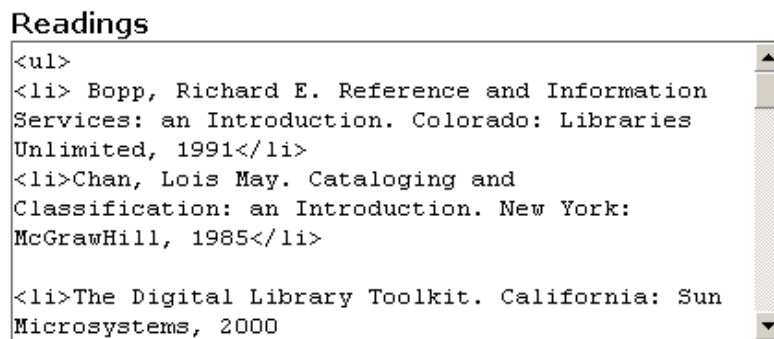 Readings
<ul>
<li> Bopp, Richard E. Reference and Information
Services: an Introduction. Colorado: Libraries
Unlimited, 1991</li>
<li>Chan, Lois May. Cataloging and
Classification: an Introduction. New York:
McGrawHill, 1985</li>
<li>The Digital Library Toolkit. California: Sun
Microsystems, 2000